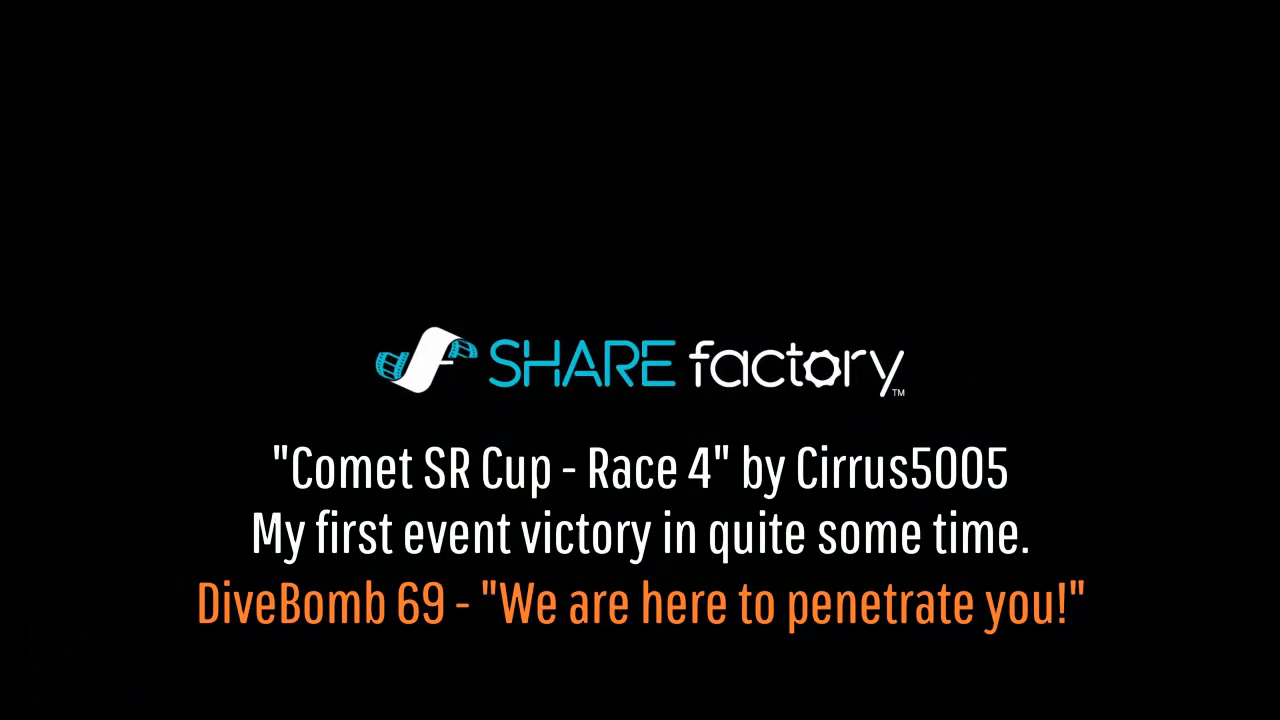 SHARE factory™
"Comet SR Cup - Race 4" by Cirrus5005
My first event victory in quite some time.
DiveBomb 69 - "We are here to penetrate you!"